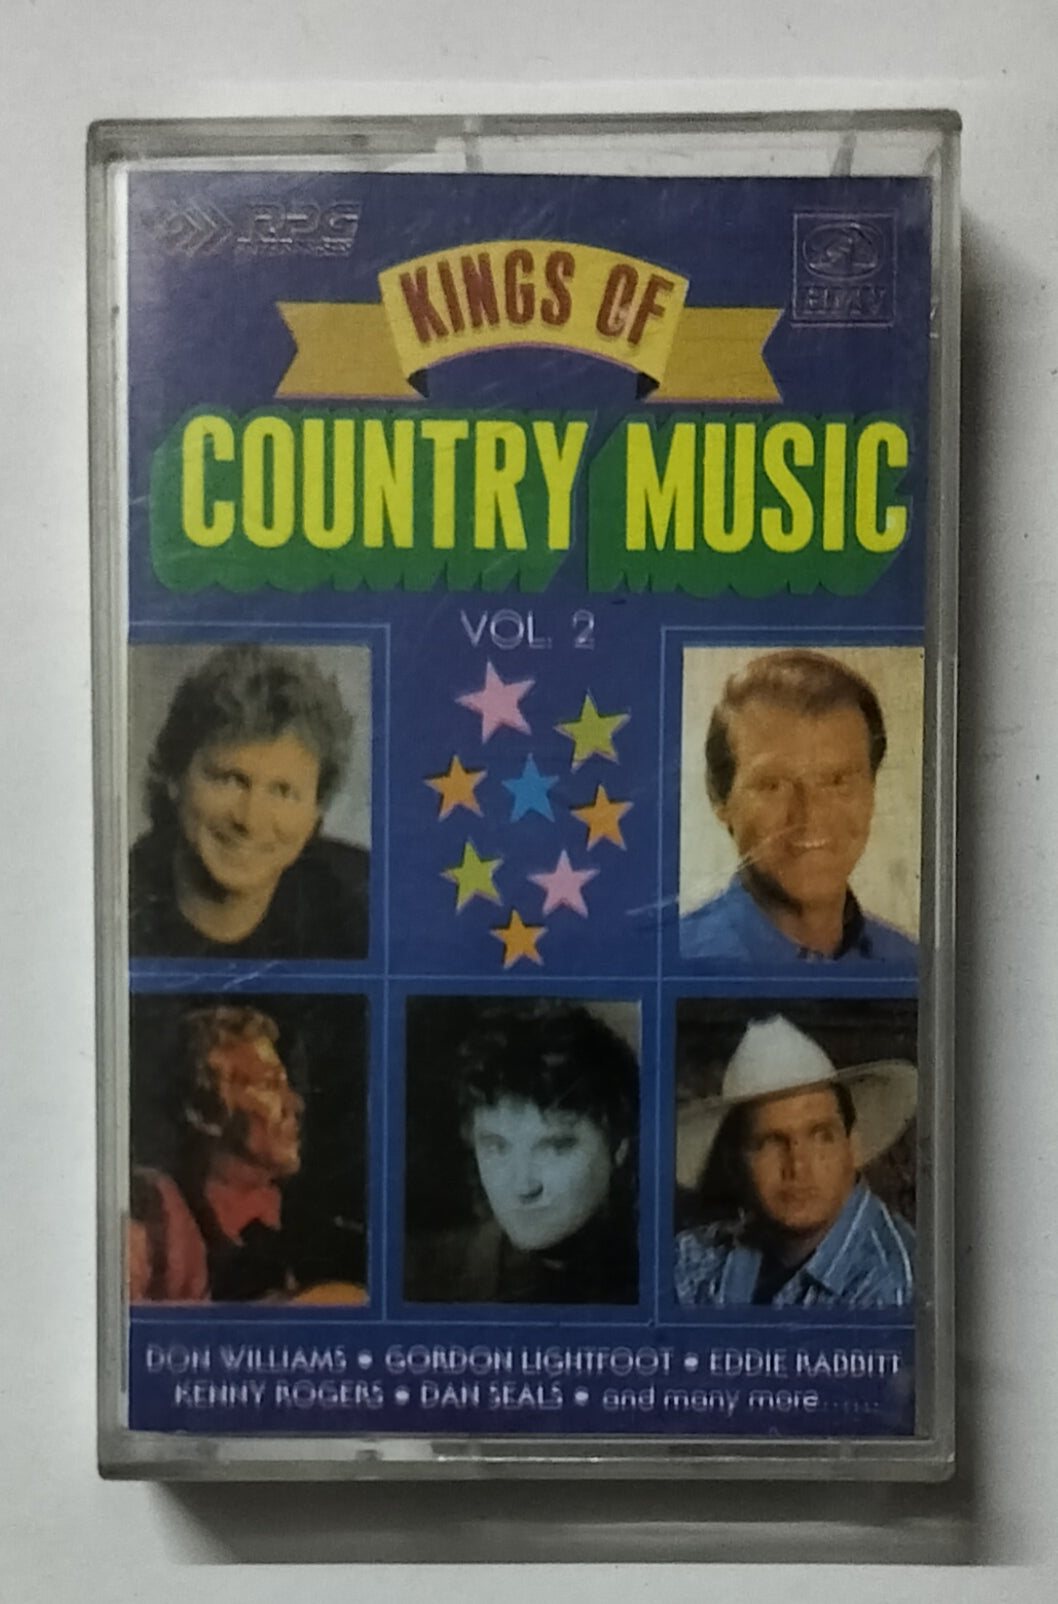 RPG
HMV
KINGS OF
COUNTRY MUSIC
VOL. 2
DON WILLIAMS • GORDON LIGHTFOOT • EDDIE RABBITT
KENNY ROGERS • DAN SEALS • and many more......